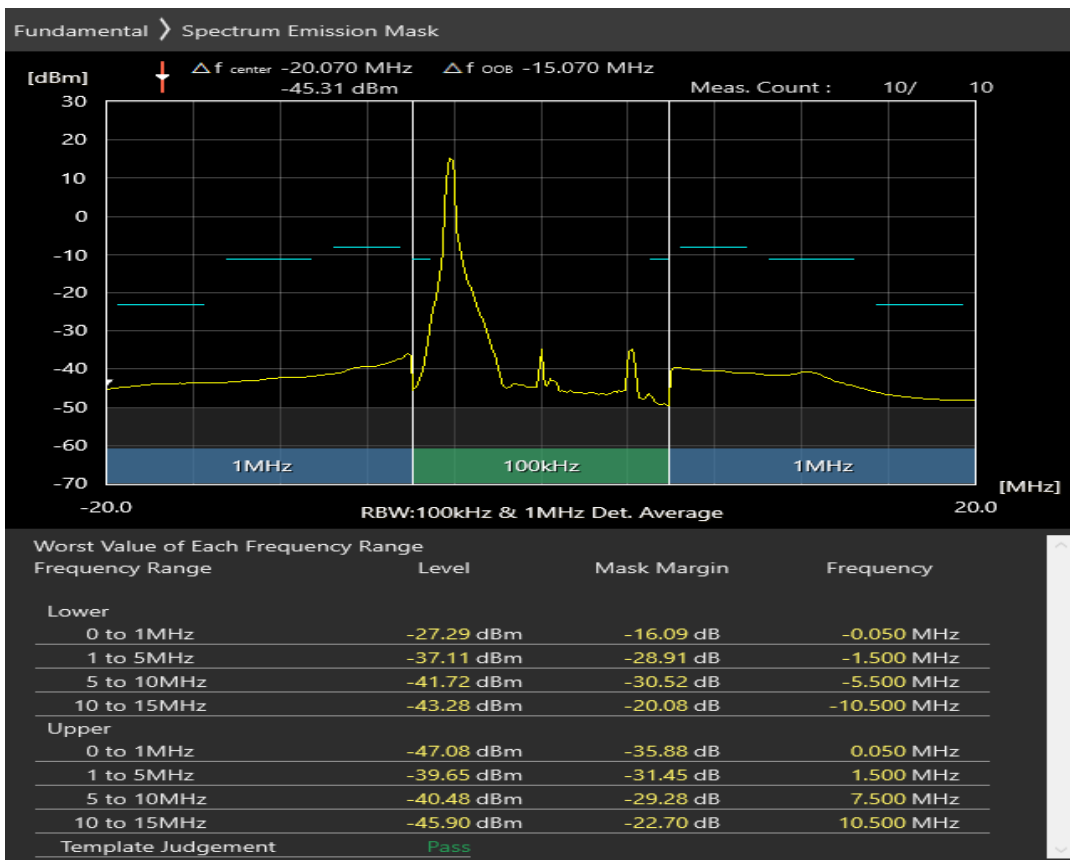 Fundamental 〉 Spectrum Emission Mask
[dBm] △f center -20.070 MHz △f OOB -15.070 MHz
-45.31 dBm Meas. Count : 10/ 10
30
20
10
0
-10
-20
-30
-40
-50
-60
1MHz 100kHz 1MHz
-70
[MHz]
-20.0 RBW:100kHz & 1MHz Det. Average 20.0
Worst Value of Each Frequency Range
Frequency Range Level Mask Margin Frequency
Lower
0 to 1MHz -27.29 dBm -16.09 dB -0.050 MHz
1 to 5MHz -37.11 dBm -28.91 dB -1.500 MHz
5 to 10MHz -41.72 dBm -30.52 dB -5.500 MHz
10 to 15MHz -43.28 dBm -20.08 dB -10.500 MHz
Upper
0 to 1MHz -47.08 dBm -35.88 dB 0.050 MHz
1 to 5MHz -39.65 dBm -31.45 dB 1.500 MHz
5 to 10MHz -40.48 dBm -29.28 dB 7.500 MHz
10 to 15MHz -45.90 dBm -22.70 dB 10.500 MHz
Template Judgement Pass